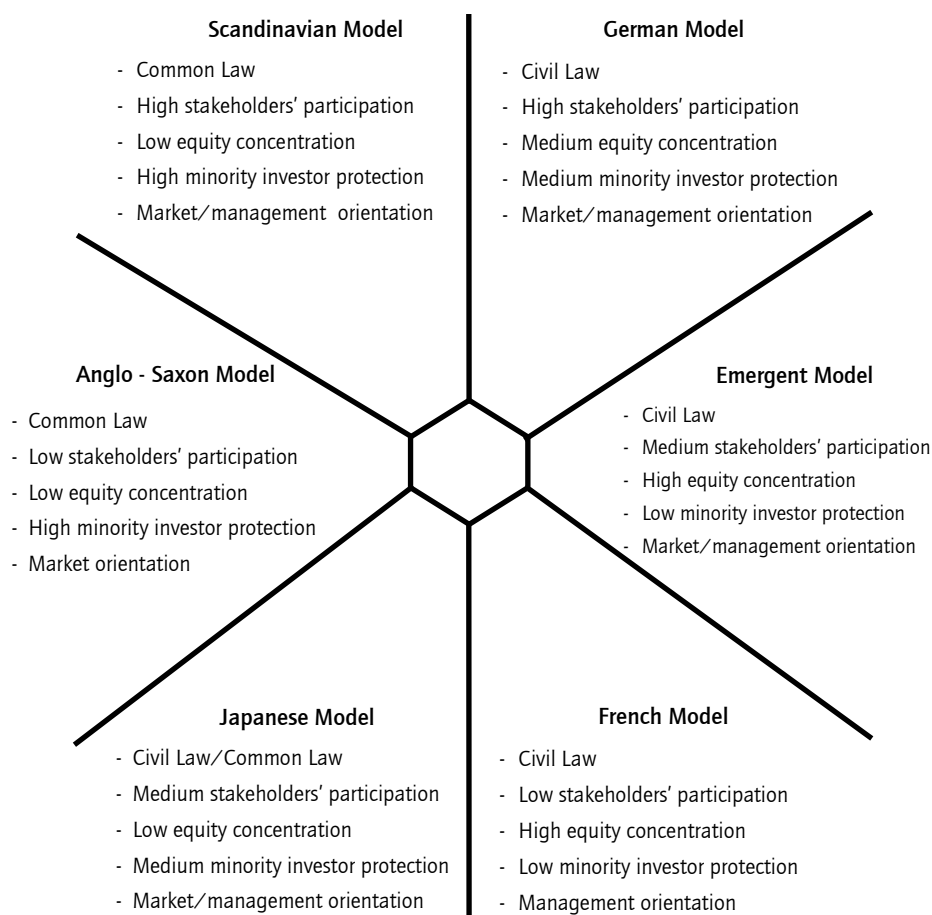 Scandinavian Model
- Common Law
- High stakeholders' participation
- Low equity concentration
- High minority investor protection
- Market/management orientation
German Model
- Civil Law
- High stakeholders' participation
- Medium equity concentration
- Medium minority investor protection
- Market/management orientation
Anglo - Saxon Model
- Common Law
- Low stakeholders' participation
- Low equity concentration
- High minority investor protection
- Market orientation
Emergent Model
- Civil Law
- Medium stakeholders' participation
- High equity concentration
- Low minority investor protection
- Market/management orientation
Japanese Model
- Civil Law/Common Law
- Medium stakeholders' participation
- Low equity concentration
- Medium minority investor protection
- Market/management orientation
French Model
- Civil Law
- Low stakeholders' participation
- High equity concentration
- Low minority investor protection
- Management orientation